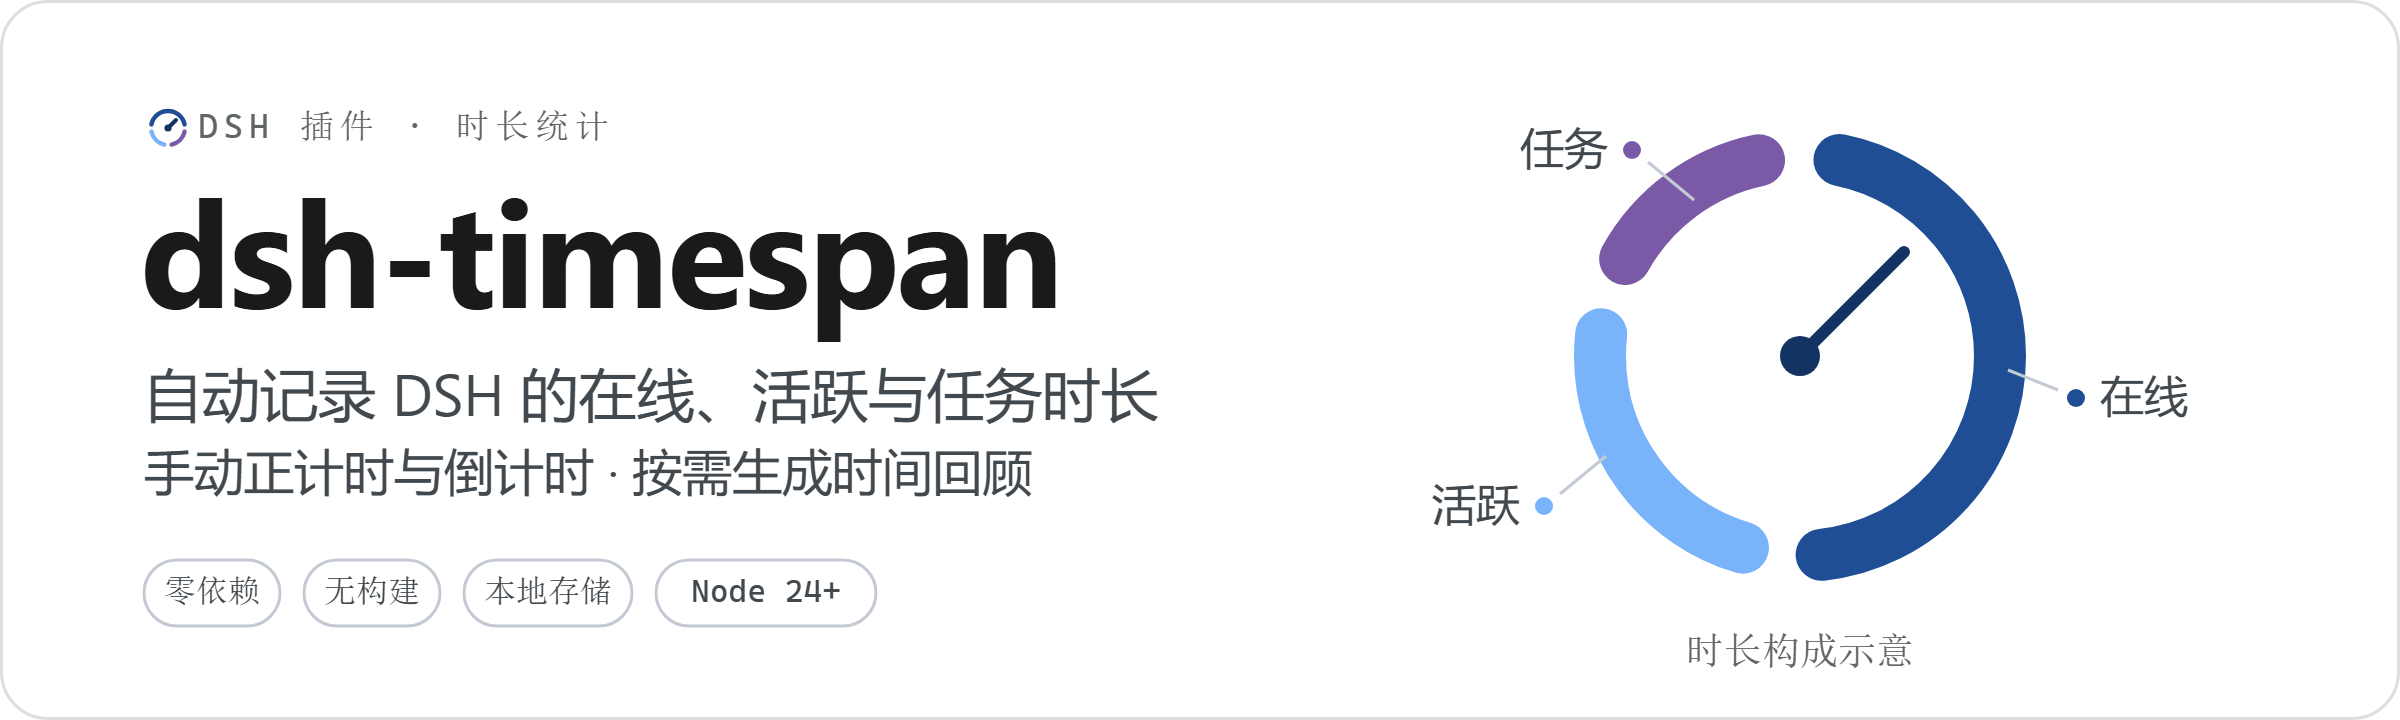 DSH 插件 · 时长统计
dsh-timespan
自动记录 DSH 的在线、活跃与任务时长
手动正计时与倒计时 · 按需生成时间回顾
零依赖
无构建
本地存储
Node 24+
任务
在线
活跃
时长构成示意